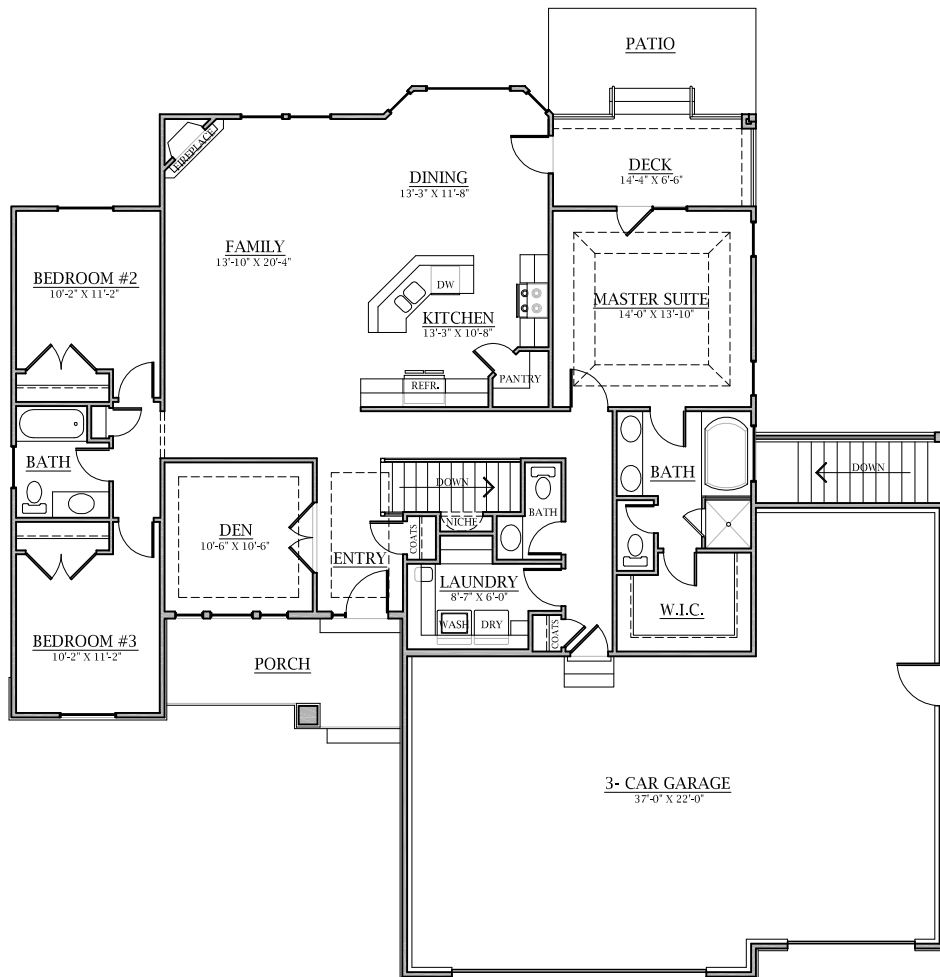 PATIO
FIREPLACE
DINING
13'-3" X 11'-8"
DECK
14'-4" X 6'-6"
FAMILY
13'-10" X 20'-4"
BEDROOM #2
10'-2" X 11'-2"
DW
KITCHEN
13'-3" X 10'-8"
MASTER SUITE
14'-0" X 13'-10"
REFR.
PANTRY
BATH
DOWN
BATH
DOWN
NICHE
BATH
DEN
10'-6" X 10'-6"
COATS
ENTRY
LAUNDRY
8'-7" X 6'-0"
W.I.C.
WASH
DRY
COATS
BEDROOM #3
10'-2" X 11'-2"
PORCH
3- CAR GARAGE
37'-0" X 22'-0"